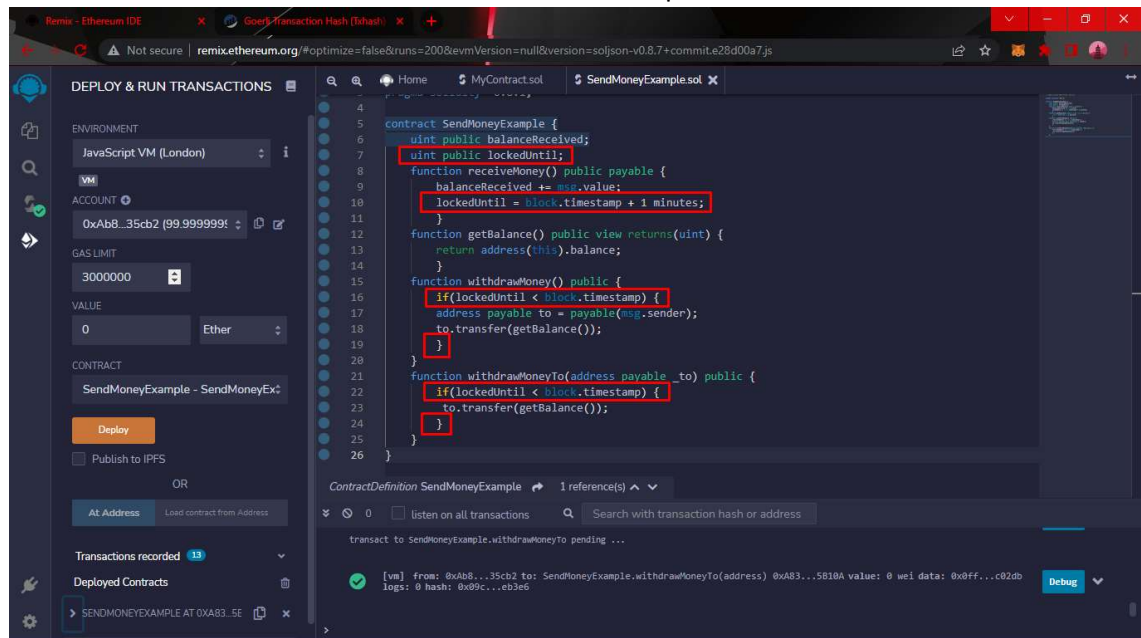 Remix - Ethereum IDE
Goerli Transaction Hash (Txhash)
Not secure | remix.ethereum.org/#optimize=false&runs=200&evmVersion=null&version=soljson-v0.8.7+commit.e28d00a7.js
DEPLOY & RUN TRANSACTIONS
Home
MyContract.sol
SendMoneyExample.sol
ENVIRONMENT
JavaScript VM (London)
VM
ACCOUNT
0xAb8...35cb2 (99.9999999
GAS LIMIT
3000000
VALUE
0
Ether
CONTRACT
SendMoneyExample - SendMoneyEx
Deploy
Publish to IPFS
OR
At Address
Load contract from Address
Transactions recorded 13
Deployed Contracts
SENDMONEYEXAMPLE AT 0XA83...5E
4
5 contract SendMoneyExample {
6 uint public balanceReceived;
7 uint public lockedUntil;
8 function receiveMoney() public payable {
9 balanceReceived += msg.value;
10 lockedUntil = block.timestamp + 1 minutes;
11 }
12 function getBalance() public view returns(uint) {
13 return address(this).balance;
14 }
15 function withdrawMoney() public {
16 if(lockedUntil < block.timestamp) {
17 address payable to = payable(msg.sender);
18 to.transfer(getBalance());
19 }
20 }
21 function withdrawMoneyTo(address payable _to) public {
22 if(lockedUntil < block.timestamp) {
23 _to.transfer(getBalance());
24 }
25 }
26 }
ContractDefinition SendMoneyExample
1 reference(s)
0
listen on all transactions
Search with transaction hash or address
transact to SendMoneyExample.withdrawMoneyTo pending ...
[vm] from: 0xAb8...35cb2 to: SendMoneyExample.withdrawMoneyTo(address) 0xA83...5810A value: 0 wei data: 0x0ff...c02db
logs: 0 hash: 0x09c...eb3e6
Debug
>